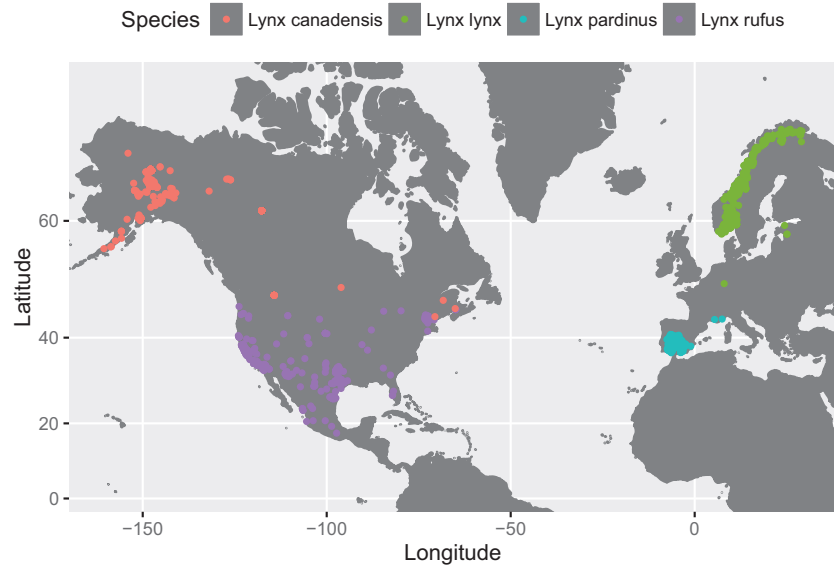 Species Lynx canadensis Lynx lynx Lynx pardinus Lynx rufus
60
40
20
0
Latitude
−150 −100 −50 0
Longitude